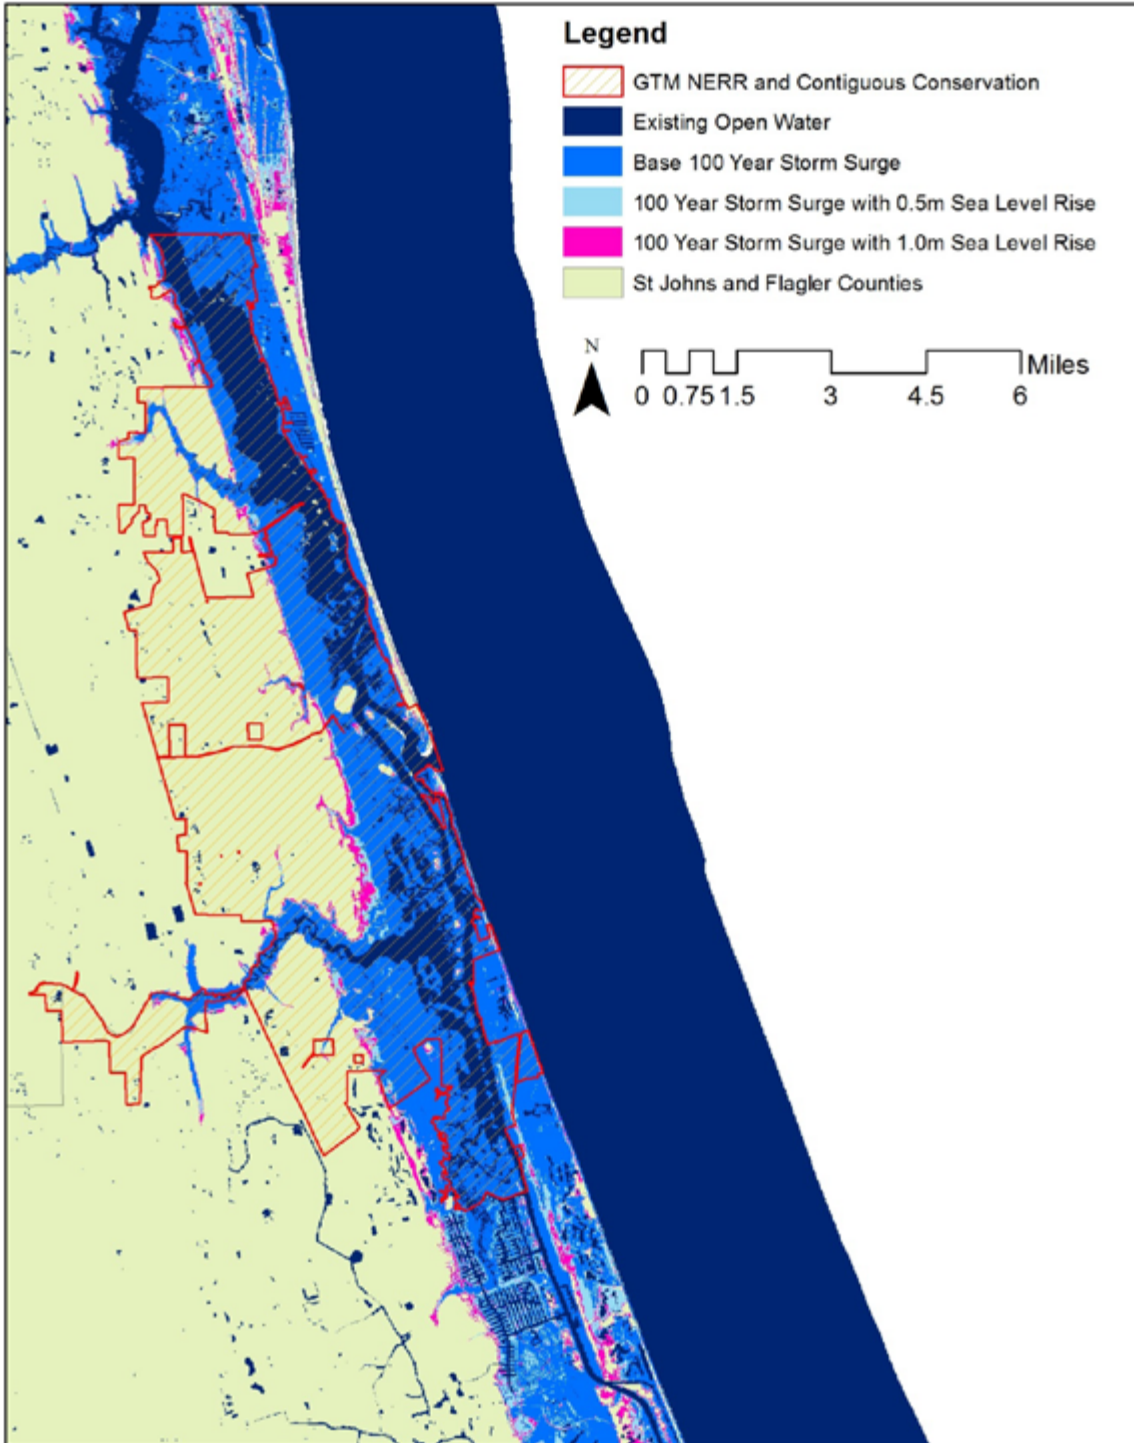 Legend
GTM NERR and Contiguous Conservation
Existing Open Water
Base 100 Year Storm Surge
100 Year Storm Surge with 0.5m Sea Level Rise
100 Year Storm Surge with 1.0m Sea Level Rise
St Johns and Flagler Counties
N
Miles
0 0.75 1.5 3 4.5 6